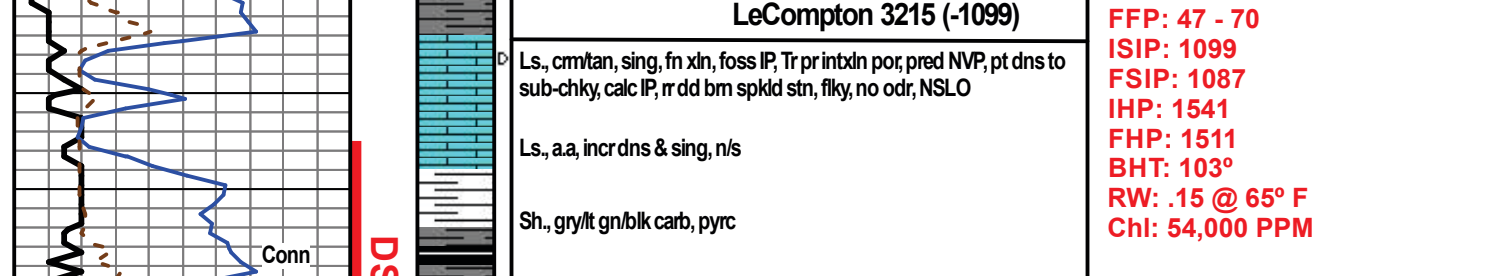 LeCompton 3215 (-1099)
Ls., crm/tan, sing, fn xln, foss IP, Tr pr intxln por, pred NVP, pt dns to
sub-chky, calc IP, rr dd brn spkld stn, flky, no odr, NSLO
Ls., a.a, incr dns & sing, n/s
Sh., gry/lt gn/blk carb, pyrc
Conn
DS
FFP: 47 - 70
ISIP: 1099
FSIP: 1087
IHP: 1541
FHP: 1511
BHT: 103º
RW: .15 @ 65º F
Chl: 54,000 PPM